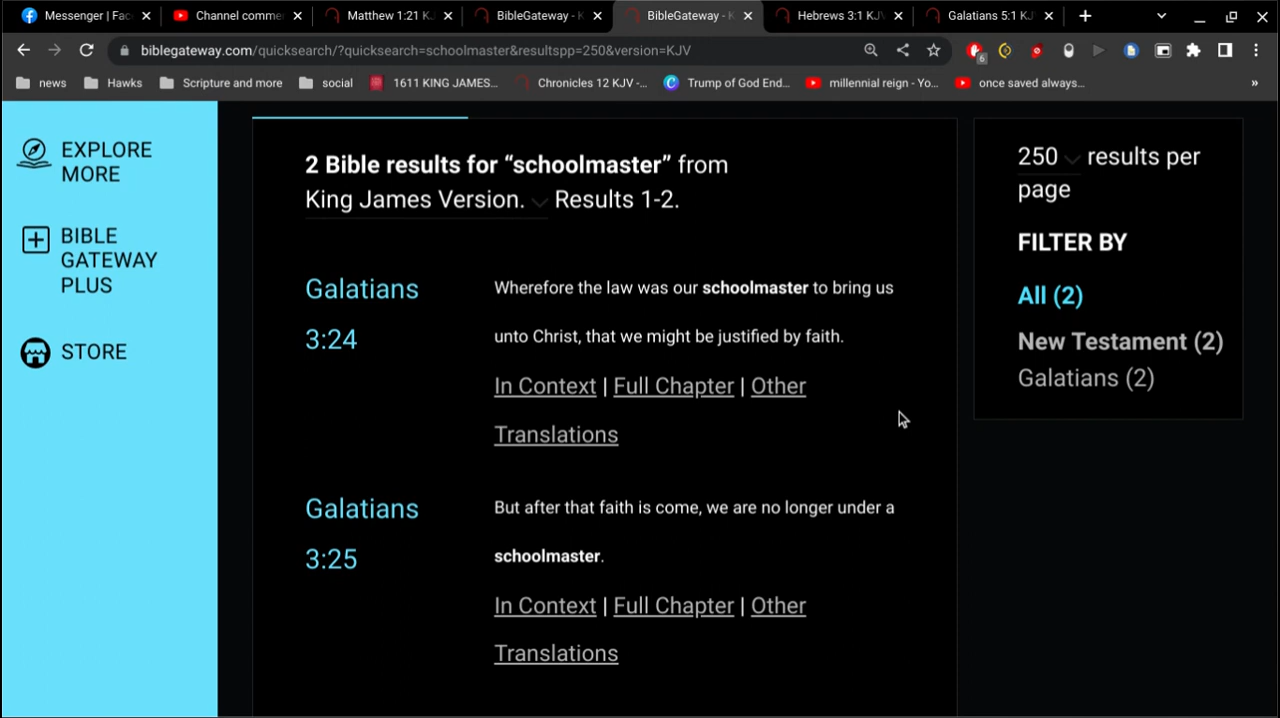 Messenger | Fac
Channel comme
Matthew 1:21 KJ
BibleGateway - K
BibleGateway - K
Hebrews 3:1 KJV
Galatians 5:1 KJ
biblegateway.com/quicksearch/?quicksearch=schoolmaster&resultspp=250&version=KJV
6
news
Hawks
Scripture and more
social
1611 KING JAMES...
Chronicles 12 KJV -...
Trump of God End...
millennial reign - Yo...
once saved always...
»
EXPLORE
MORE
BIBLE
GATEWAY
PLUS
STORE
2 Bible results for “schoolmaster” from
King James Version. Results 1-2.
Galatians
3:24
Wherefore the law was our schoolmaster to bring us
unto Christ, that we might be justified by faith.
In Context | Full Chapter | Other
Translations
Galatians
3:25
But after that faith is come, we are no longer under a
schoolmaster.
In Context | Full Chapter | Other
Translations
250 results per
page
FILTER BY
All (2)
New Testament (2)
Galatians (2)